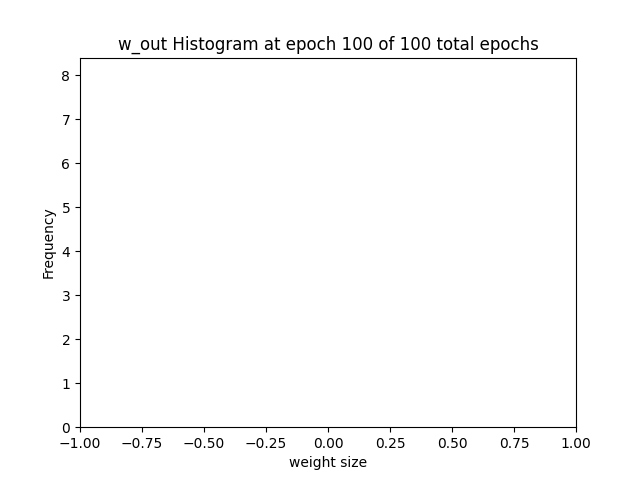 w_out Histogram at epoch 100 of 100 total epochs
8
7
6
5
4
3
2
1
0
Frequency
−1.00 −0.75 −0.50 −0.25 0.00 0.25 0.50 0.75 1.00
weight size